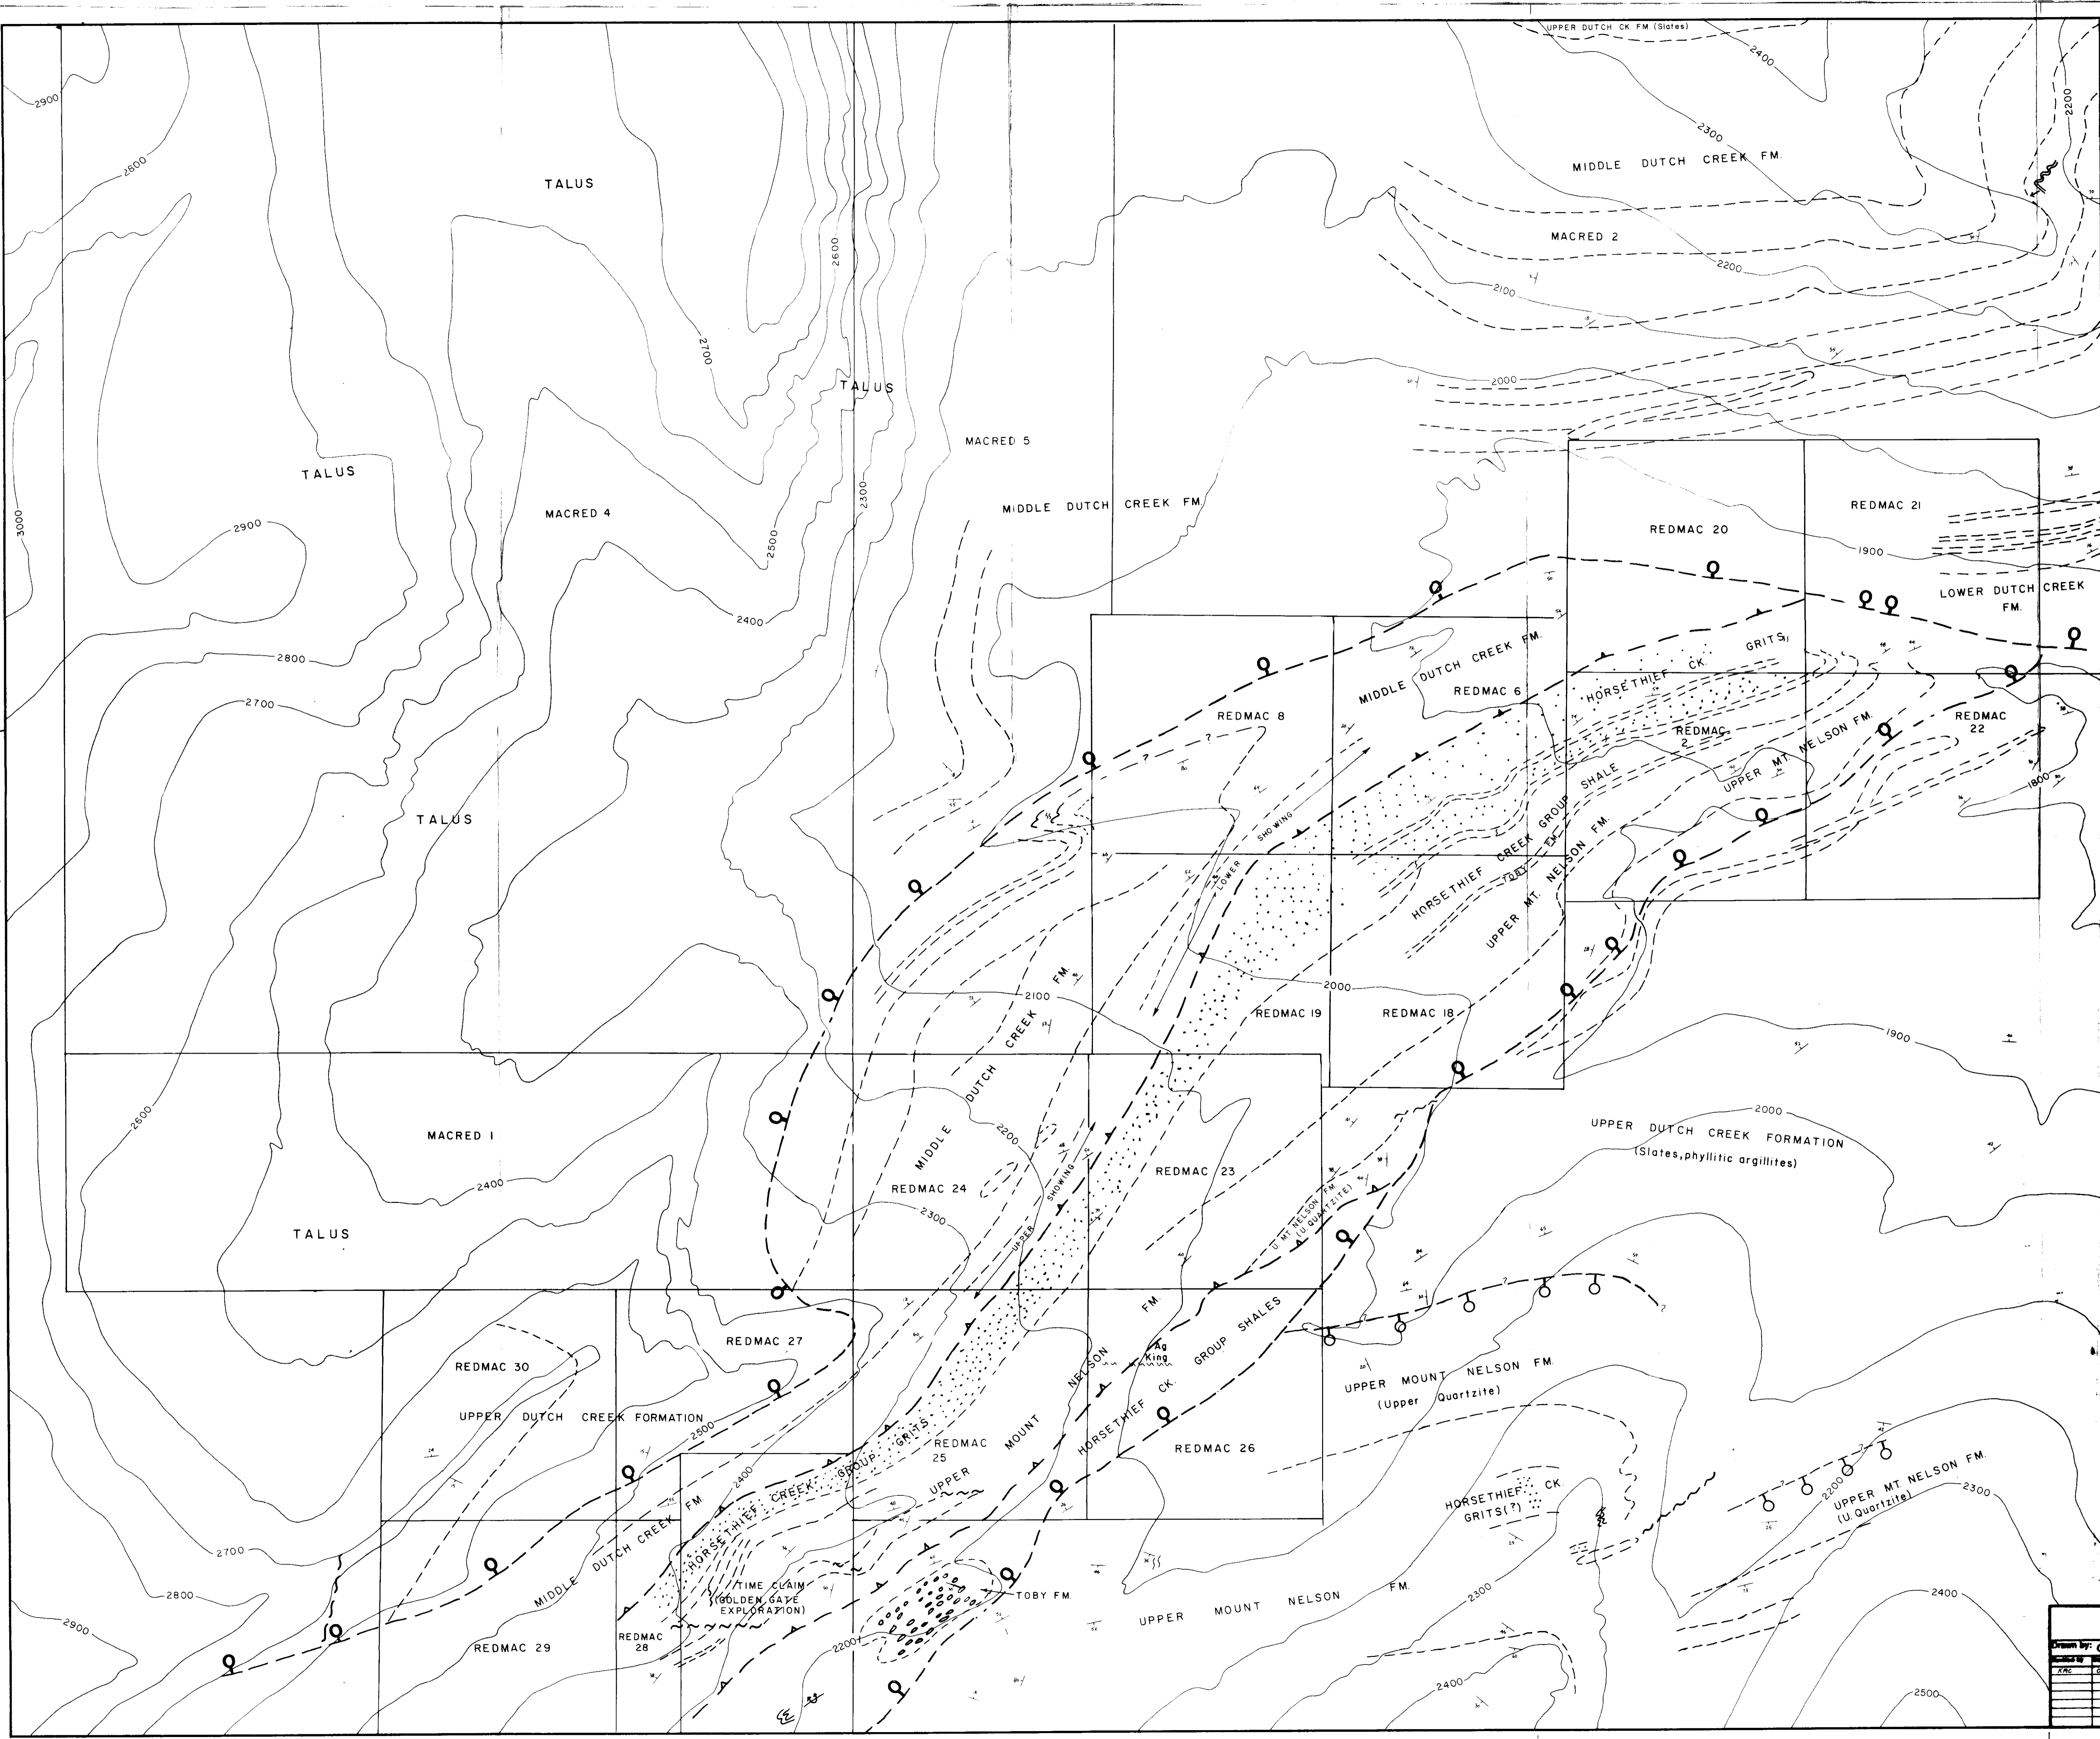 UPPER DUTCH CK FM (Slates)
2400
2200
2900
2300
2800
MIDDLE DUTCH CREEK FM.
TALUS
MACRED 2
2600
2200
2100
2700
TALUS
2000
MACRED 5
TALUS
2300
MIDDLE DUTCH CREEK FM.
REDMAC 21
MACRED 4
3000
2900
REDMAC 20
2500
1900
LOWER DUTCH CREEK
FM.
2400
2800
MIDDLE DUTCH CREEK FM.
HORSETHIEF CK. GRITS
REDMAC 6
2700
REDMAC 8
REDMAC
2
REDMAC
22
UPPER MT. NELSON FM.
1800
TALUS
LOWER SHOWING
HORSETHIEF CREEK GROUP SHALE
TOBY FM.
UPPER MT. NELSON FM.
2100
2000
REDMAC 19
REDMAC 18
MIDDLE DUTCH CREEK FM.
1900
2600
2000
MACRED 1
2200
UPPER DUTCH CREEK FORMATION
(Slates,phyllitic argillites)
REDMAC 23
REDMAC 24
UPPER SHOWING
2400
2300
U. MT. NELSON FM.
(U. QUARTZITE)
TALUS
REDMAC 27
REDMAC 30
Ag
King
HORSETHIEF CK. GROUP SHALES
UPPER MOUNT NELSON FM.
(Upper Quartzite)
UPPER DUTCH CREEK FORMATION
2500
REDMAC
25
UPPER MOUNT NELSON FM
REDMAC 26
2400
HORSETHIEF CREEK GROUP GRITS
HORSETHIEF CK.
GRITS(?)
2200
UPPER MT. NELSON FM.
(U. Quartzite)
2300
2700
MIDDLE DUTCH CREEK FM
2800
TIME CLAIM
(GOLDEN GATE
EXPLORATION)
TOBY FM.
UPPER MOUNT NELSON FM.
2300
2400
2900
REDMAC 29
REDMAC
28
2200
2400
2500
Drawn by:
KMC